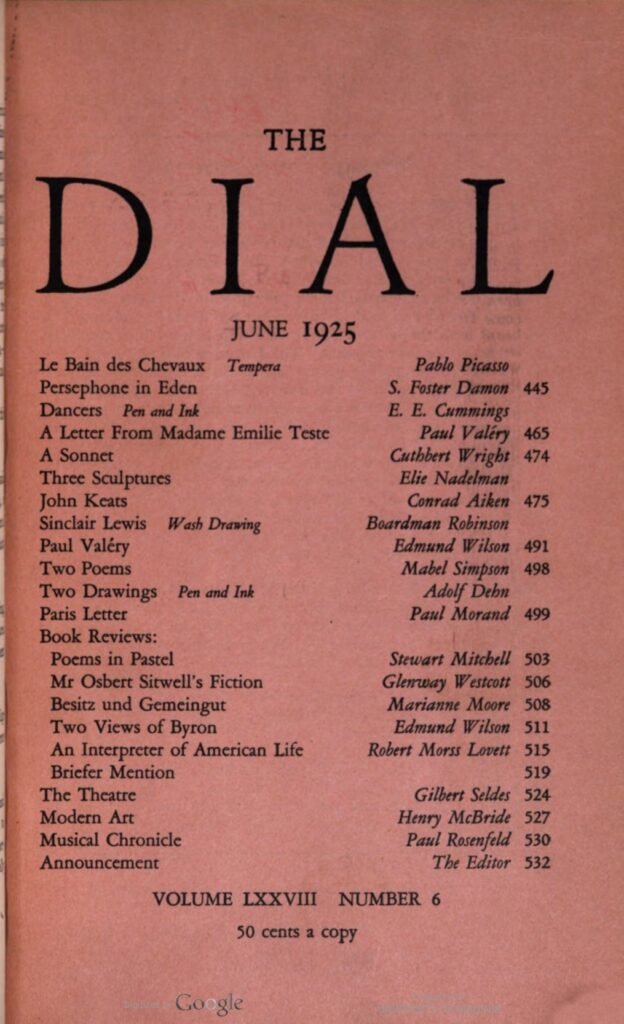 THE
DIAL
JUNE 1925
Le Bain des Chevaux Tempera Pablo Picasso
Persephone in Eden S. Foster Damon 445
Dancers Pen and Ink E. E. Cummings
A Letter From Madame Emilie Teste Paul Valéry 465
A Sonnet Cuthbert Wright 474
Three Sculptures Elie Nadelman
John Keats Conrad Aiken 475
Sinclair Lewis Wash Drawing Boardman Robinson
Paul Valéry Edmund Wilson 491
Two Poems Mabel Simpson 498
Two Drawings Pen and Ink Adolf Dehn
Paris Letter Paul Morand 499
Book Reviews:
Poems in Pastel Stewart Mitchell 503
Mr Osbert Sitwell's Fiction Glenway Westcott 506
Besitz und Gemeingut Marianne Moore 508
Two Views of Byron Edmund Wilson 511
An Interpreter of American Life Robert Morss Lovett 515
Briefer Mention 519
The Theatre Gilbert Seldes 524
Modern Art Henry McBride 527
Musical Chronicle Paul Rosenfeld 530
Announcement The Editor 532
VOLUME LXXVIII NUMBER 6
50 cents a copy
Google